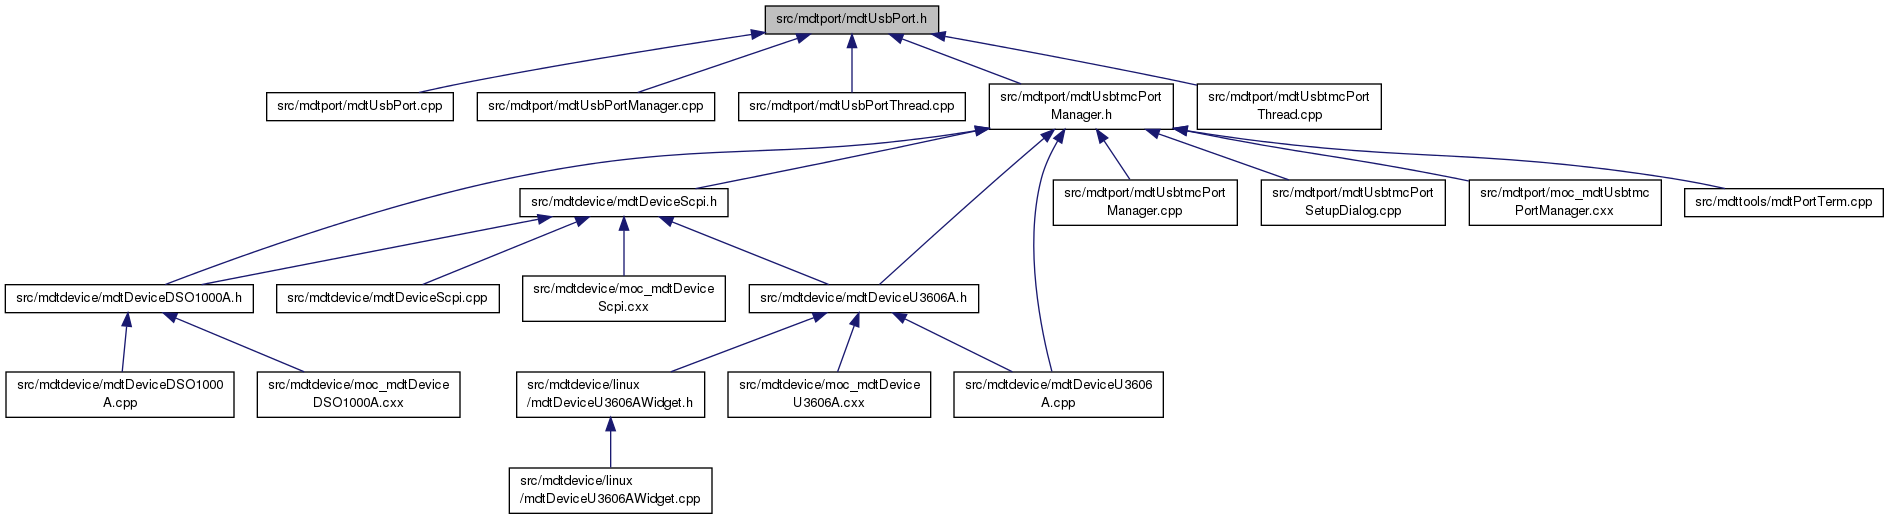 src/mdtport/mdtUsbPort.h
src/mdtport/mdtUsbPort.cpp
src/mdtport/mdtUsbPortManager.cpp
src/mdtport/mdtUsbPortThread.cpp
src/mdtport/mdtUsbtmcPort
Manager.h
src/mdtport/mdtUsbtmcPort
Thread.cpp
src/mdtdevice/mdtDeviceScpi.h
src/mdtport/mdtUsbtmcPort
Manager.cpp
src/mdtport/mdtUsbtmcPort
SetupDialog.cpp
src/mdtport/moc_mdtUsbtmc
PortManager.cxx
src/mdttools/mdtPortTerm.cpp
src/mdtdevice/mdtDeviceDSO1000A.h
src/mdtdevice/mdtDeviceScpi.cpp
src/mdtdevice/moc_mdtDevice
Scpi.cxx
src/mdtdevice/mdtDeviceU3606A.h
src/mdtdevice/mdtDeviceDSO1000
A.cpp
src/mdtdevice/moc_mdtDevice
DSO1000A.cxx
src/mdtdevice/linux
/mdtDeviceU3606AWidget.h
src/mdtdevice/moc_mdtDevice
U3606A.cxx
src/mdtdevice/mdtDeviceU3606
A.cpp
src/mdtdevice/linux
/mdtDeviceU3606AWidget.cpp